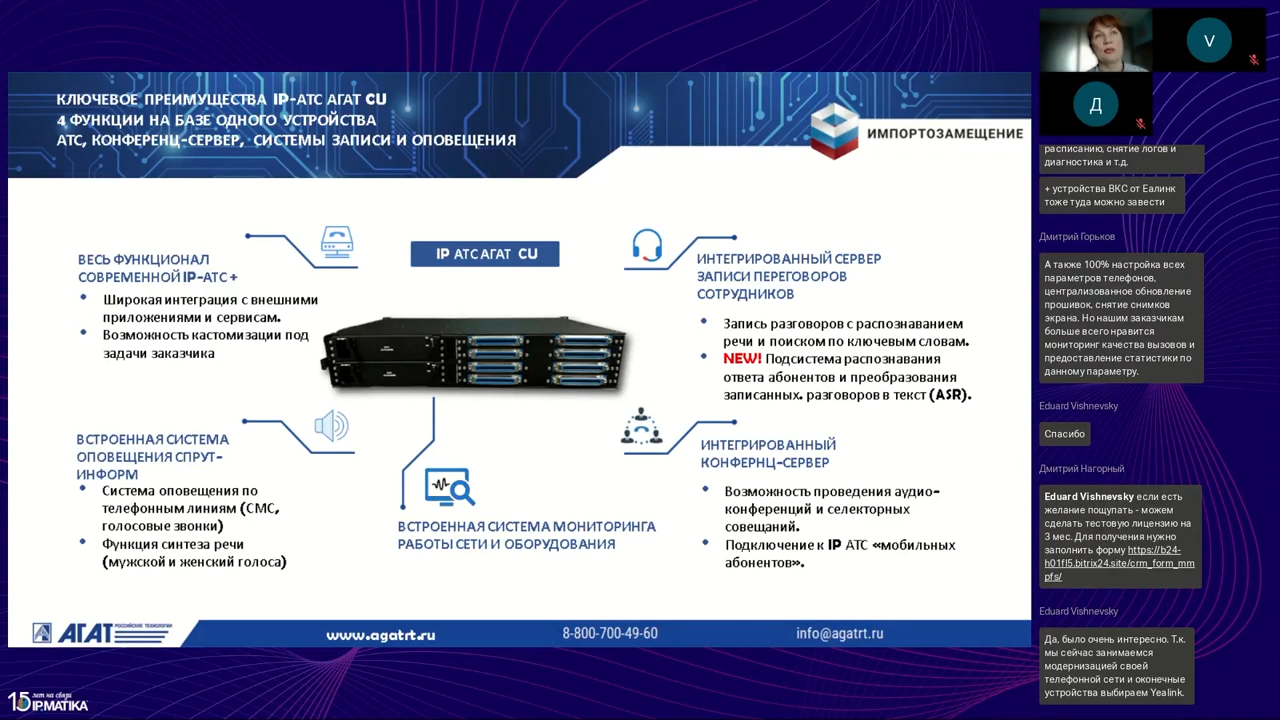 КЛЮЧЕВОЕ ПРЕИМУЩЕСТВА IP-АТС АГАТ CU
4 ФУНКЦИИ НА БАЗЕ ОДНОГО УСТРОЙСТВА
АТС, КОНФЕРЕНЦ-СЕРВЕР, СИСТЕМЫ ЗАПИСИ И ОПОВЕЩЕНИЯ
ИМПОРТОЗАМЕЩЕНИЕ
IP АТС АГАТ CU
ВЕСЬ ФУНКЦИОНАЛ
СОВРЕМЕННОЙ IP-АТС +
• Широкая интеграция с внешними
приложениями и сервисам.
• Возможность кастомизации под
задачи заказчика
ИНТЕГРИРОВАННЫЙ СЕРВЕР
ЗАПИСИ ПЕРЕГОВОРОВ
СОТРУДНИКОВ
• Запись разговоров с распознаванием
речи и поиском по ключевым словам.
• NEW! Подсистема распознавания
ответа абонентов и преобразования
записанных. разговоров в текст (ASR).
ВСТРОЕННАЯ СИСТЕМА
ОПОВЕЩЕНИЯ СПРУТ-
ИНФОРМ
• Система оповещения по
телефонным линиям (СМС,
голосовые звонки)
• Функция синтеза речи
(мужской и женский голоса)
ВСТРОЕННАЯ СИСТЕМА МОНИТОРИНГА
РАБОТЫ СЕТИ И ОБОРУДОВАНИЯ
ИНТЕГРИРОВАННЫЙ
КОНФЕРНЦ-СЕРВЕР
• Возможность проведения аудио-
конференций и селекторных
совещаний.
• Подключение к IP АТС «мобильных
абонентов».
АГАТ
РОССИЙСКИЕ ТЕХНОЛОГИИ
www.agatrt.ru
8-800-700-49-60
info@agatrt.ru
15 лет на связи
IPMATIKA
V
Д
расписанию, снятие логов и
диагностика и т.д.
+ устройства ВКС от Еалинк
тоже туда можно завести
Дмитрий Горьков
А также 100% настройка всех
параметров телефонов,
централизованное обновление
прошивок, снятие снимков
экрана. Но нашим заказчикам
больше всего нравится
мониторинг качества вызовов и
предоставление статистики по
данному параметру.
Eduard Vishnevsky
Спасибо
Дмитрий Нагорный
Eduard Vishnevsky если есть
желание пощупать - можем
сделать тестовую лицензию на
3 мес. Для получения нужно
заполнить форму https://b24-
h01fl5.bitrix24.site/crm_form_mm
pfs/
Eduard Vishnevsky
Да, было очень интересно. Т.к.
мы сейчас занимаемся
модернизацией своей
телефонной сети и оконечные
устройства выбираем Yealink.